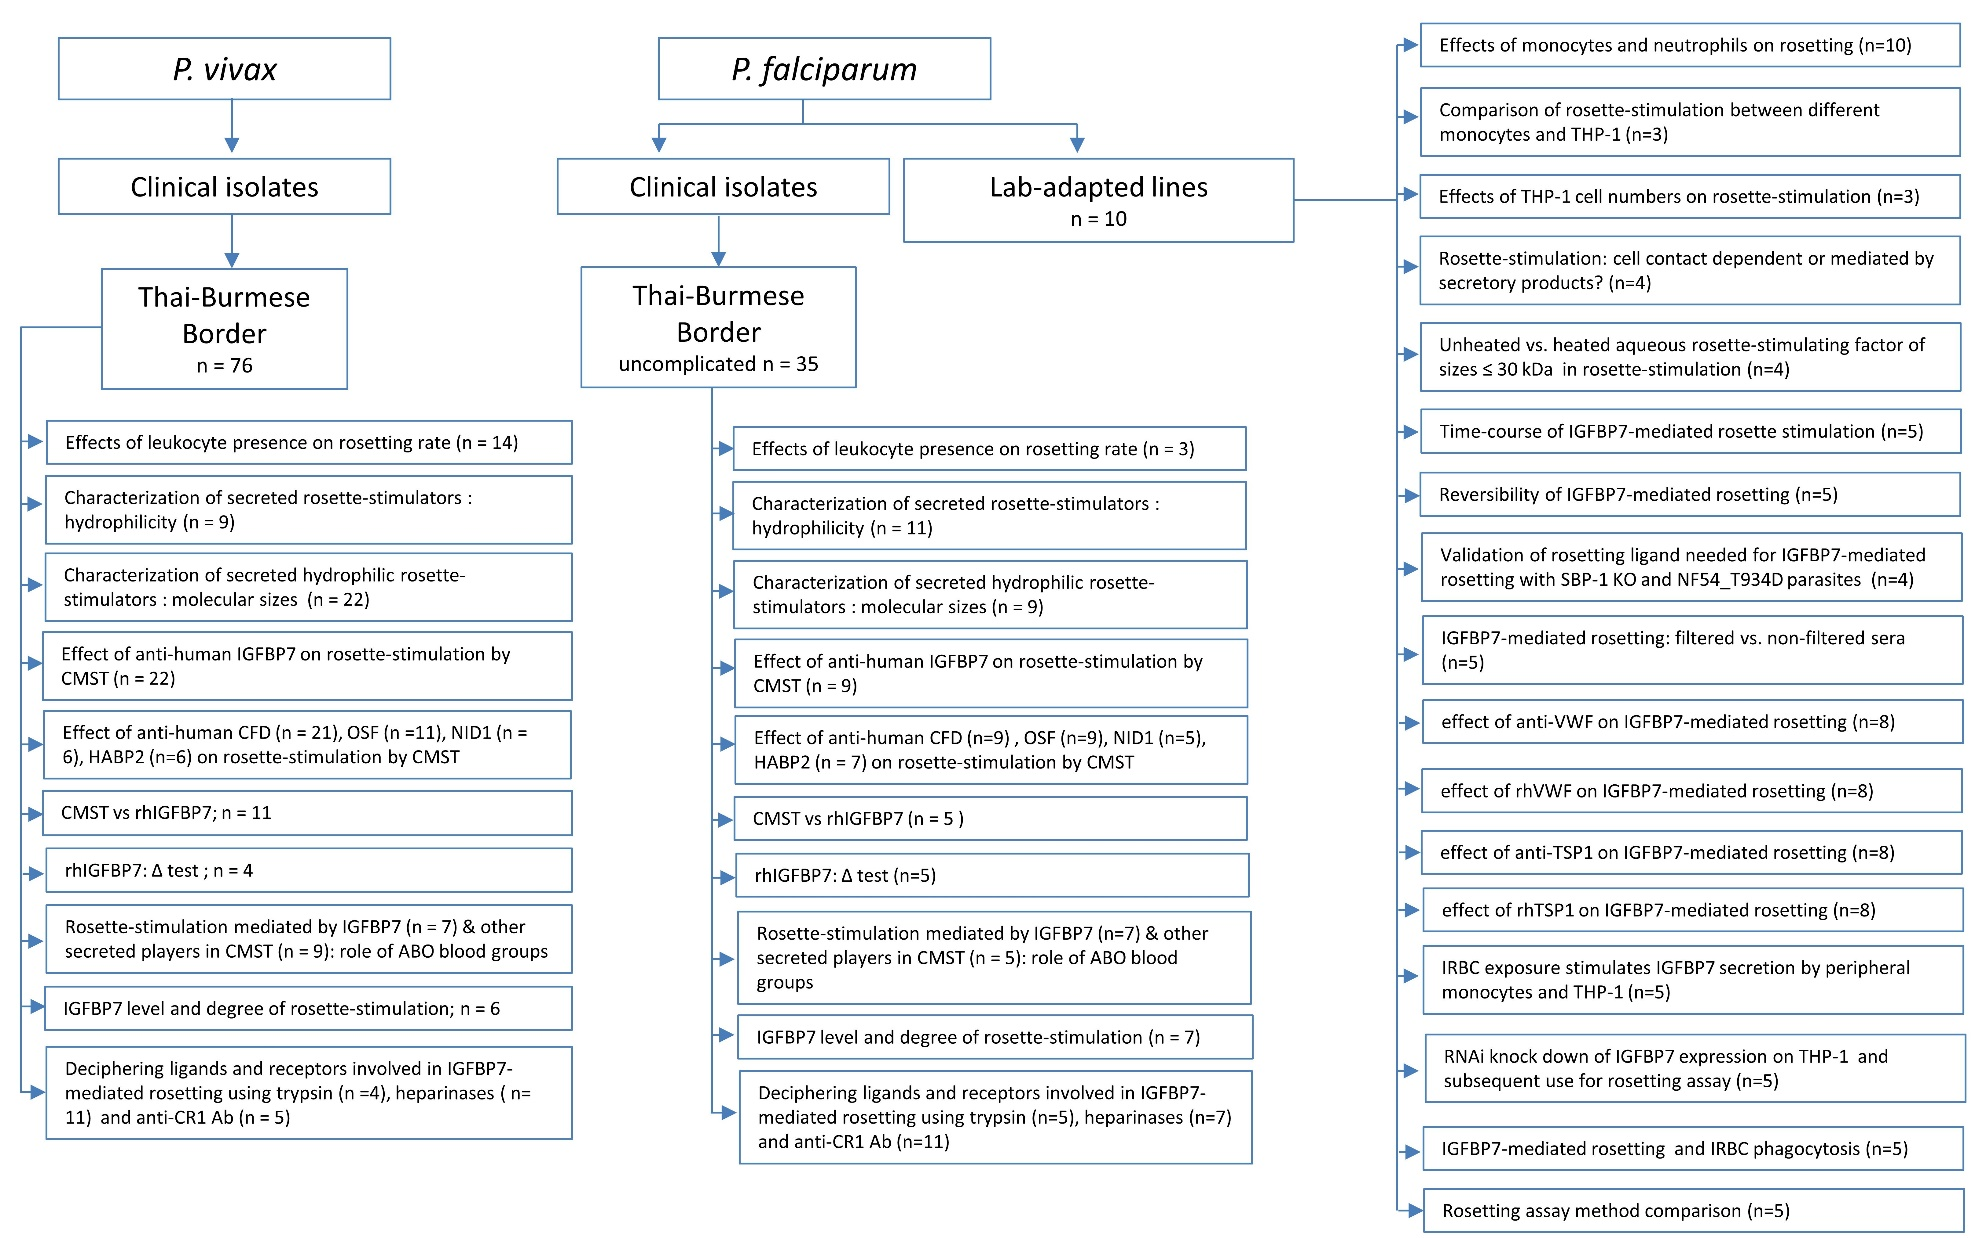 P. vivax
Clinical isolates
Thai-Burmese
Border
n = 76
Effects of leukocyte presence on rosetting rate (n = 14)
Characterization of secreted rosette-stimulators :
hydrophilicity (n = 9)
Characterization of secreted hydrophilic rosette-
stimulators : molecular sizes (n = 22)
Effect of anti-human IGFBP7 on rosette-stimulation by
CMST (n = 22)
Effect of anti-human CFD (n = 21), OSF (n =11), NID1 (n =
6), HABP2 (n=6) on rosette-stimulation by CMST
CMST vs rhIGFBP7; n = 11
rhIGFBP7: Δ test ; n = 4
Rosette-stimulation mediated by IGFBP7 (n = 7) & other
secreted players in CMST (n = 9): role of ABO blood groups
IGFBP7 level and degree of rosette-stimulation; n = 6
Deciphering ligands and receptors involved in IGFBP7-
mediated rosetting using trypsin (n =4), heparinases ( n=
11) and anti-CR1 Ab (n = 5)
P. falciparum
Clinical isolates
Thai-Burmese
Border
uncomplicated n = 35
Effects of leukocyte presence on rosetting rate (n = 3)
Characterization of secreted rosette-stimulators :
hydrophilicity (n = 11)
Characterization of secreted hydrophilic rosette-
stimulators : molecular sizes (n = 9)
Effect of anti-human IGFBP7 on rosette-stimulation by
CMST (n = 9)
Effect of anti-human CFD (n=9) , OSF (n=9), NID1 (n=5),
HABP2 (n = 7) on rosette-stimulation by CMST
CMST vs rhIGFBP7 (n = 5 )
rhIGFBP7: Δ test (n=5)
Rosette-stimulation mediated by IGFBP7 (n=7) & other
secreted players in CMST (n = 5): role of ABO blood
groups
IGFBP7 level and degree of rosette-stimulation (n = 7)
Deciphering ligands and receptors involved in IGFBP7-
mediated rosetting using trypsin (n=5), heparinases (n=7)
and anti-CR1 Ab (n=11)
Lab-adapted lines
n = 10
Effects of monocytes and neutrophils on rosetting (n=10)
Comparison of rosette-stimulation between different
monocytes and THP-1 (n=3)
Effects of THP-1 cell numbers on rosette-stimulation (n=3)
Rosette-stimulation: cell contact dependent or mediated by
secretory products? (n=4)
Unheated vs. heated aqueous rosette-stimulating factor of
sizes ≤ 30 kDa in rosette-stimulation (n=4)
Time-course of IGFBP7-mediated rosette stimulation (n=5)
Reversibility of IGFBP7-mediated rosetting (n=5)
Validation of rosetting ligand needed for IGFBP7-mediated
rosetting with SBP-1 KO and NF54_T934D parasites (n=4)
IGFBP7-mediated rosetting: filtered vs. non-filtered sera
(n=5)
effect of anti-VWF on IGFBP7-mediated rosetting (n=8)
effect of rhVWF on IGFBP7-mediated rosetting (n=8)
effect of anti-TSP1 on IGFBP7-mediated rosetting (n=8)
effect of rhTSP1 on IGFBP7-mediated rosetting (n=8)
IRBC exposure stimulates IGFBP7 secretion by peripheral
monocytes and THP-1 (n=5)
RNAi knock down of IGFBP7 expression on THP-1 and
subsequent use for rosetting assay (n=5)
IGFBP7-mediated rosetting and IRBC phagocytosis (n=5)
Rosetting assay method comparison (n=5)